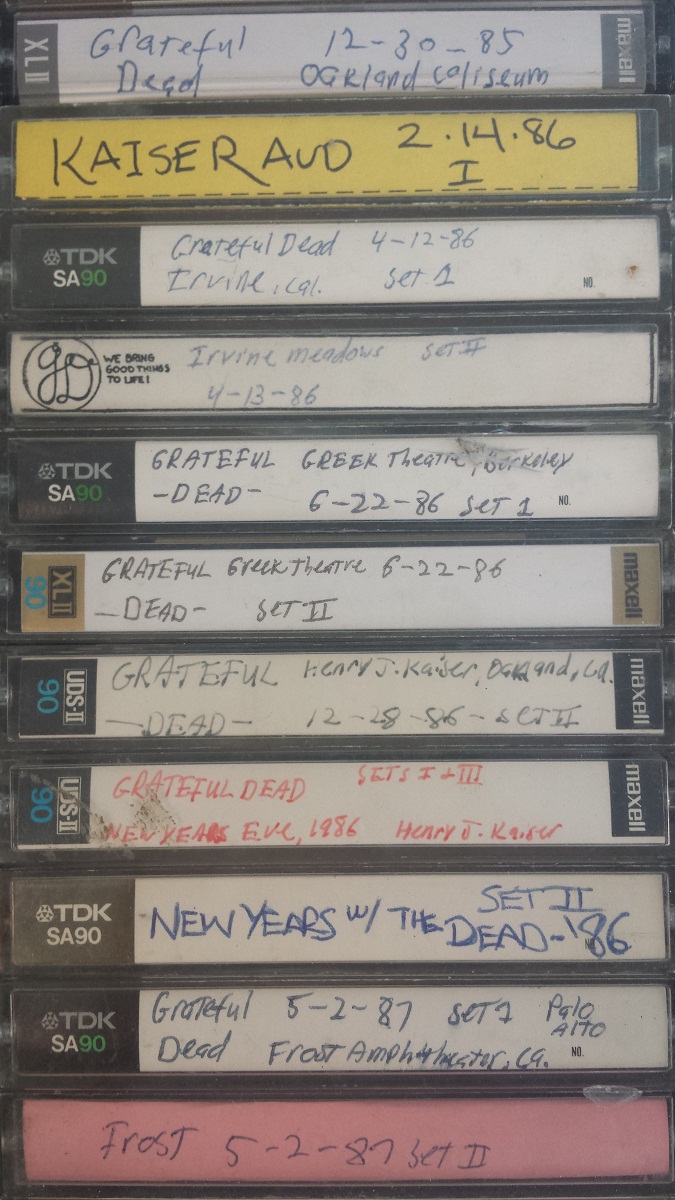 XLII
Grateful 12-30-85
Dead Oakland Coliseum
maxell
KAISER AUD 2.14.86
I
TDK
SA90
Grateful Dead 4-12-86
Irvine, Cal. Set 1
NO.
GD
WE BRING
GOOD THINGS
TO LIFE!
Irvine meadows SET II
4-13-86
TDK
SA90
GRATEFUL GREEK Theatre, Berkeley
-DEAD- 6-22-86 SET 1
NO.
XLII
90
GRATEFUL Greek Theatre 6-22-86
-DEAD- SET II
maxell
UDS-II
90
GRATEFUL Henry J. Kaiser, Oakland, Ca.
-DEAD- 12-28-86 - SET II
maxell
UDS-II
90
GRATEFUL DEAD SETS I + III
NEW YEARS EVE, 1986 Henry J. Kaiser
maxell
TDK
SA90
SET II
NEW YEARS W/ THE DEAD-'86
NO.
TDK
SA90
Grateful 5-2-87 SET 1 Palo
Alto
Dead Frost Amphitheater, Ca.
NO.
Frost 5-2-87 Set II